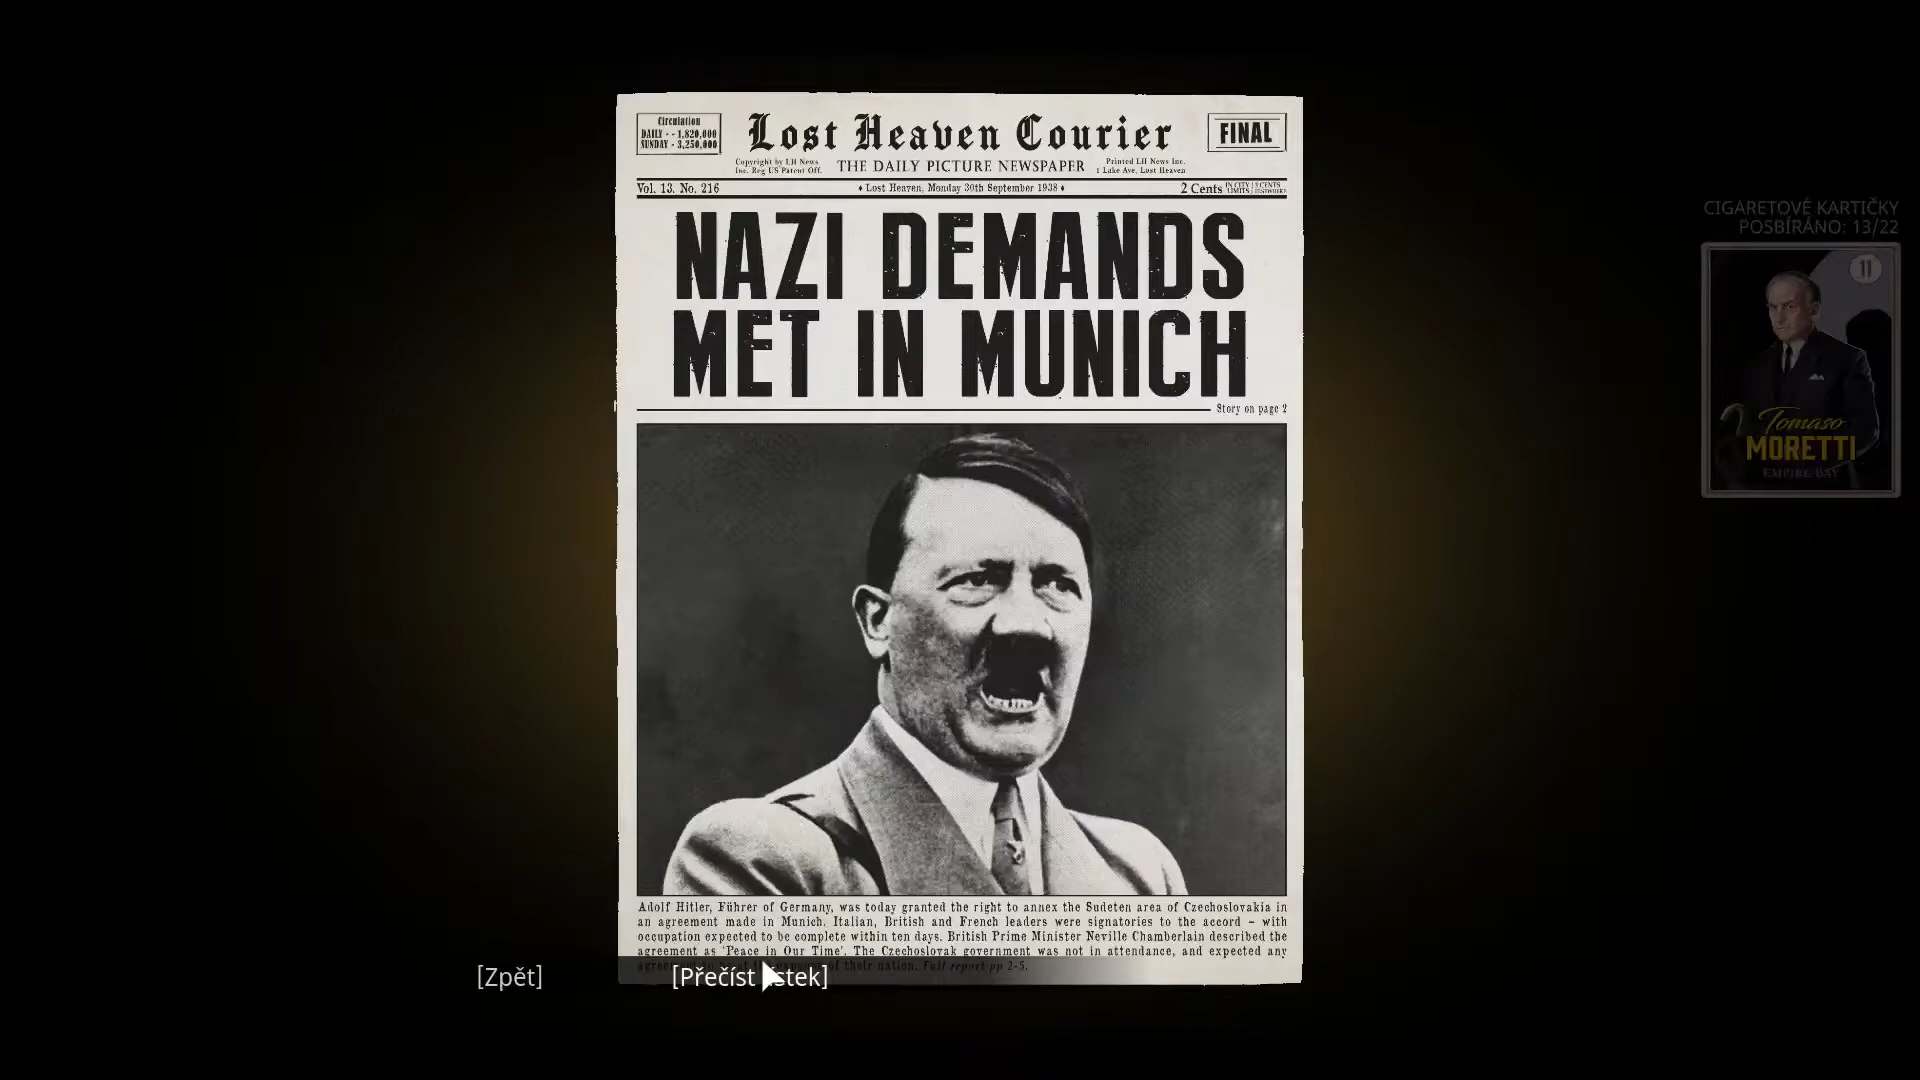 Circulation
DAILY - - 1,820,000
SUNDAY - 3,250,000
Lost Heaven Courier
FINAL
Copyright by LH News
Inc. Reg US Patent Off.
THE DAILY PICTURE NEWSPAPER
Printed LH News Inc.
1 Lake Ave, Lost Heaven
Vol. 13. No. 216
Lost Heaven, Monday 30th September 1938
2 Cents
IN CITY
LIMITS
3 CENTS
ELSEWHERE
NAZI DEMANDS
MET IN MUNICH
Story on page 2
Adolf Hitler, Führer of Germany, was today granted the right to annex the Sudeten area of Czechoslovakia in
an agreement made in Munich. Italian, British and French leaders were signatories to the accord – with
occupation expected to be complete within ten days. British Prime Minister Neville Chamberlain described the
agreement as 'Peace in Our Time'. The Czechoslovak government was not in attendance, and expected any
of their nation. Full report pp 2-5.
[Zpět]
[Přečíst
CIGARETOVÉ KARTIČKY
POSBÍRÁNO: 13/22
11
Tomaso
MORETTI
EMPIRE BAY